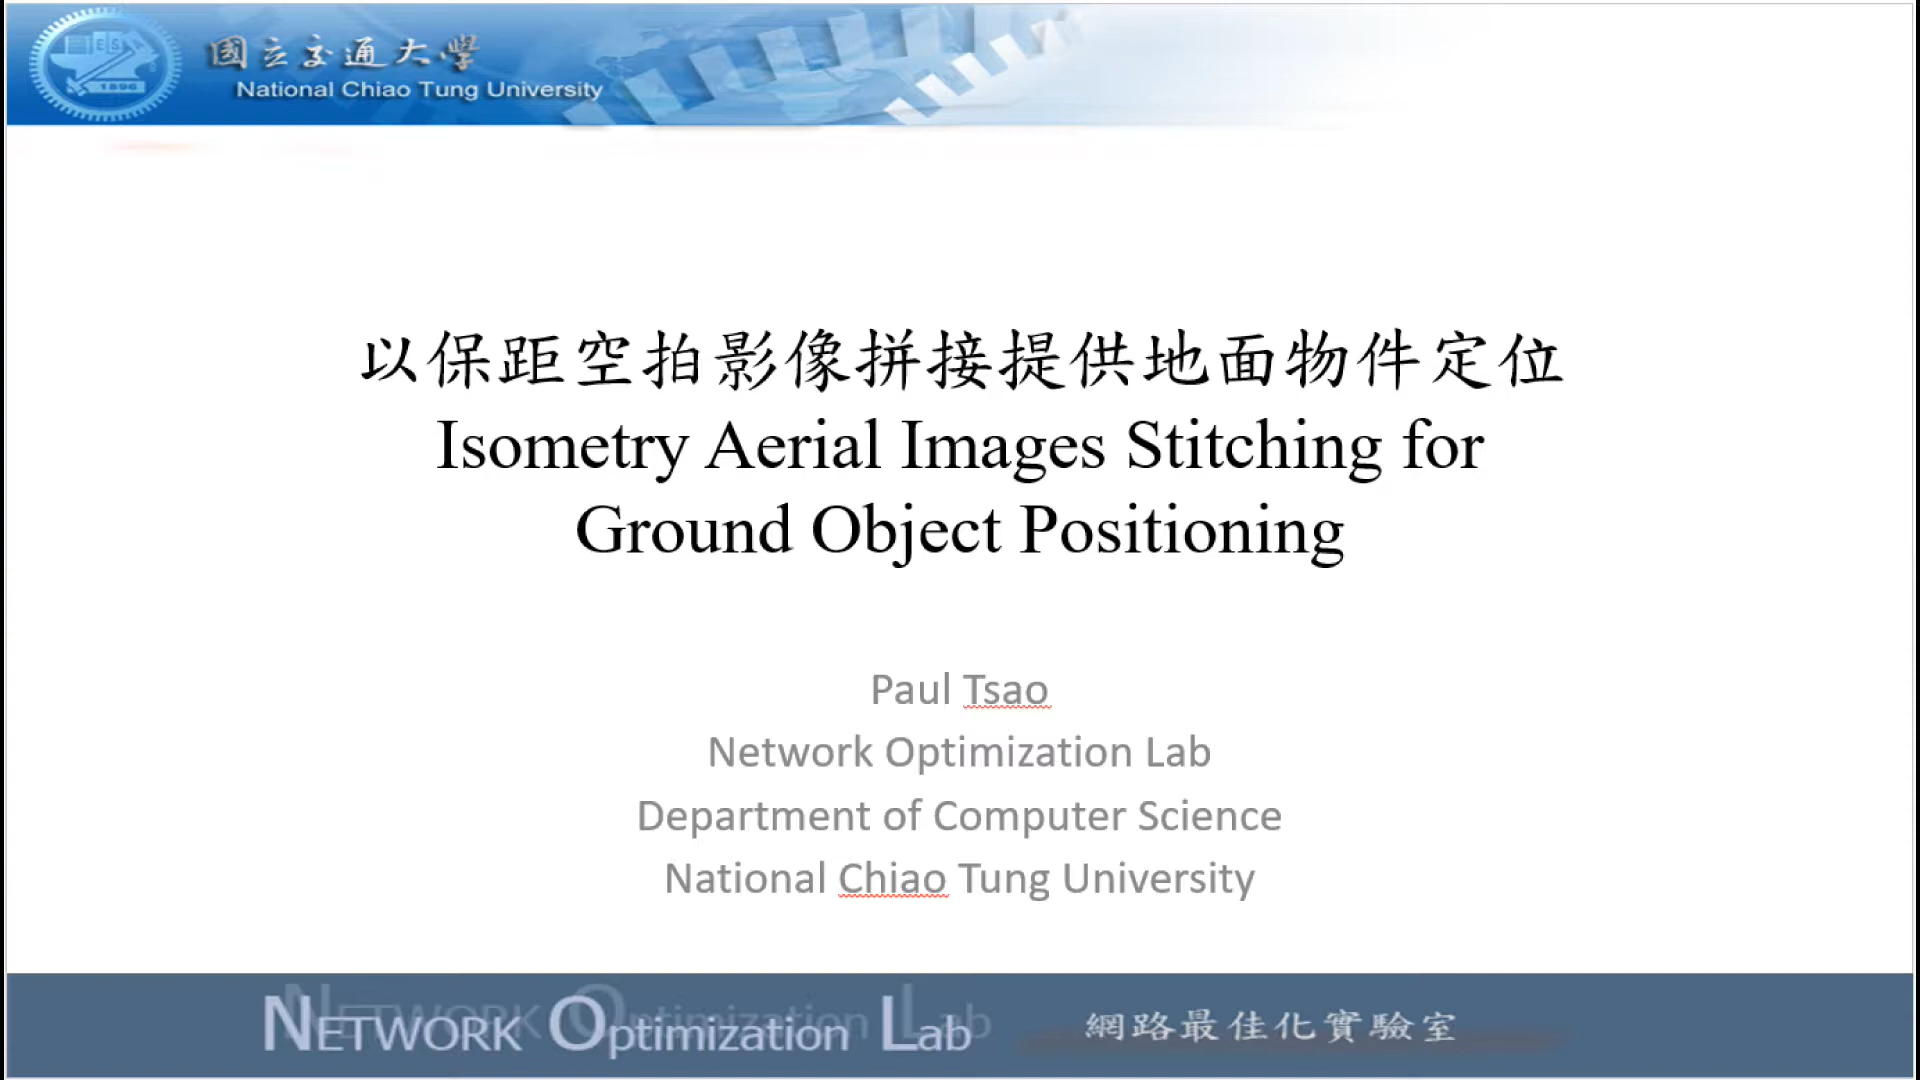 國立交通大學
National Chiao Tung University
以保距空拍影像拼接提供地面物件定位
Isometry Aerial Images Stitching for
Ground Object Positioning
Paul Tsao
Network Optimization Lab
Department of Computer Science
National Chiao Tung University
NETWORK Optimization Lab
網路最佳化實驗室
ES
1896